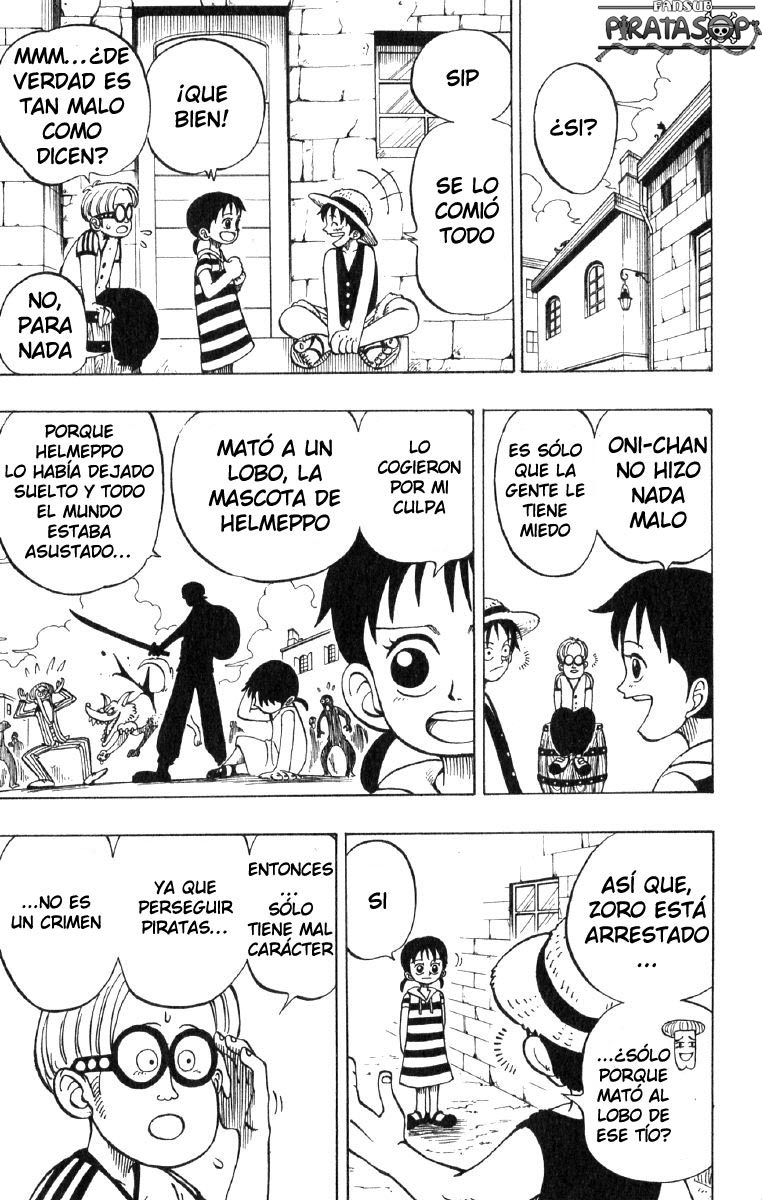 FANSUB
PIRATASOP
¿SI?
SIP
SE LO
COMIÓ
TODO
¡QUE
BIEN!
MMM...¿DE
VERDAD ES
TAN MALO
COMO
DICEN?
NO,
PARA
NADA
ONI-CHAN
NO HIZO
NADA
MALO
ES SÓLO
QUE LA
GENTE LE
TIENE
MIEDO
LO
COGIERON
POR MI
CULPA
MATÓ A UN
LOBO, LA
MASCOTA DE
HELMEPPO
PORQUE
HELMEPPO
LO HABÍA DEJADO
SUELTO Y TODO
EL MUNDO
ESTABA
ASUSTADO...
ASÍ QUE,
ZORO ESTÁ
ARRESTADO
...
...¿SÓLO
PORQUE
MATÓ AL
LOBO DE
ESE TÍO?
SI
ENTONCES
...
SÓLO
TIENE MAL
CARÁCTER
YA QUE
PERSEGUIR
PIRATAS...
...NO ES
UN CRIMEN